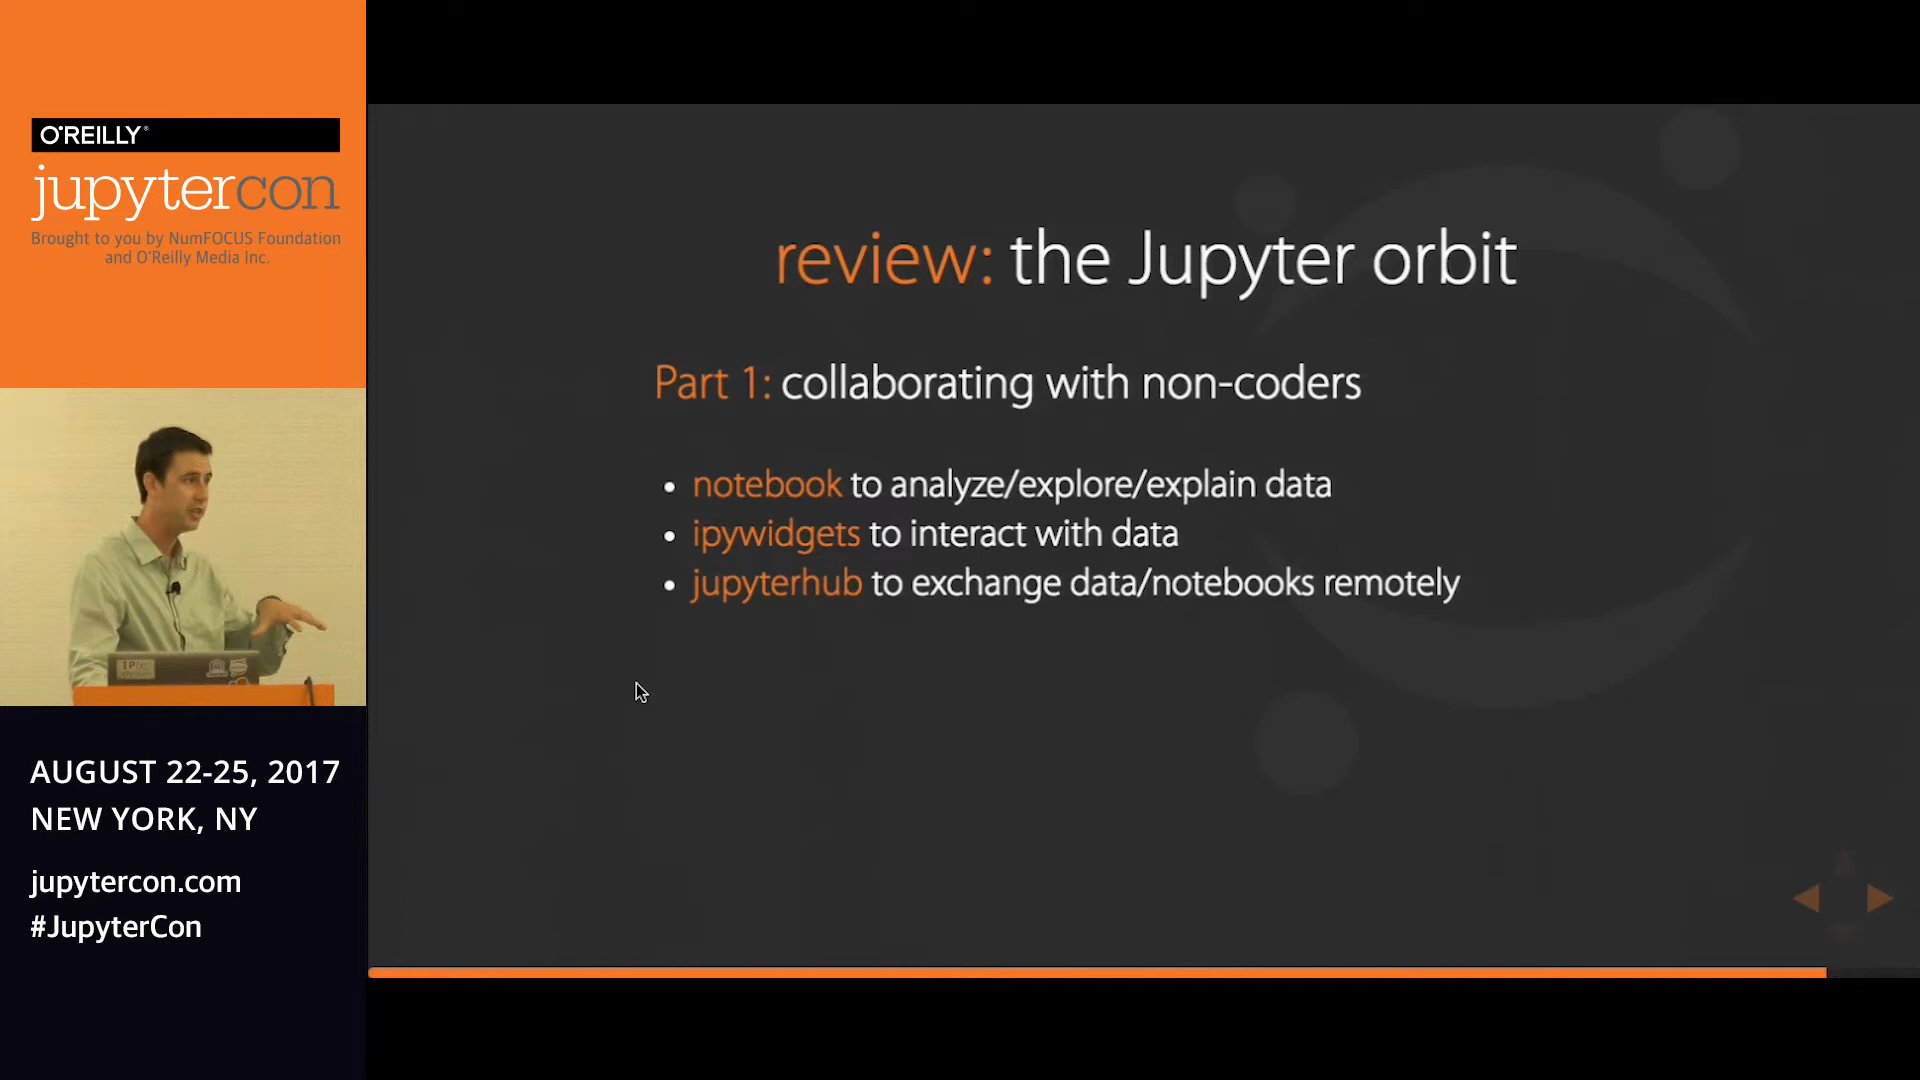 O'REILLY®
jupytercon
Brought to you by NumFOCUS Foundation
and O'Reilly Media Inc.
AUGUST 22-25, 2017
NEW YORK, NY
jupytercon.com
#JupyterCon
review: the Jupyter orbit
Part 1: collaborating with non-coders
• notebook to analyze/explore/explain data
• ipywidgets to interact with data
• jupyterhub to exchange data/notebooks remotely